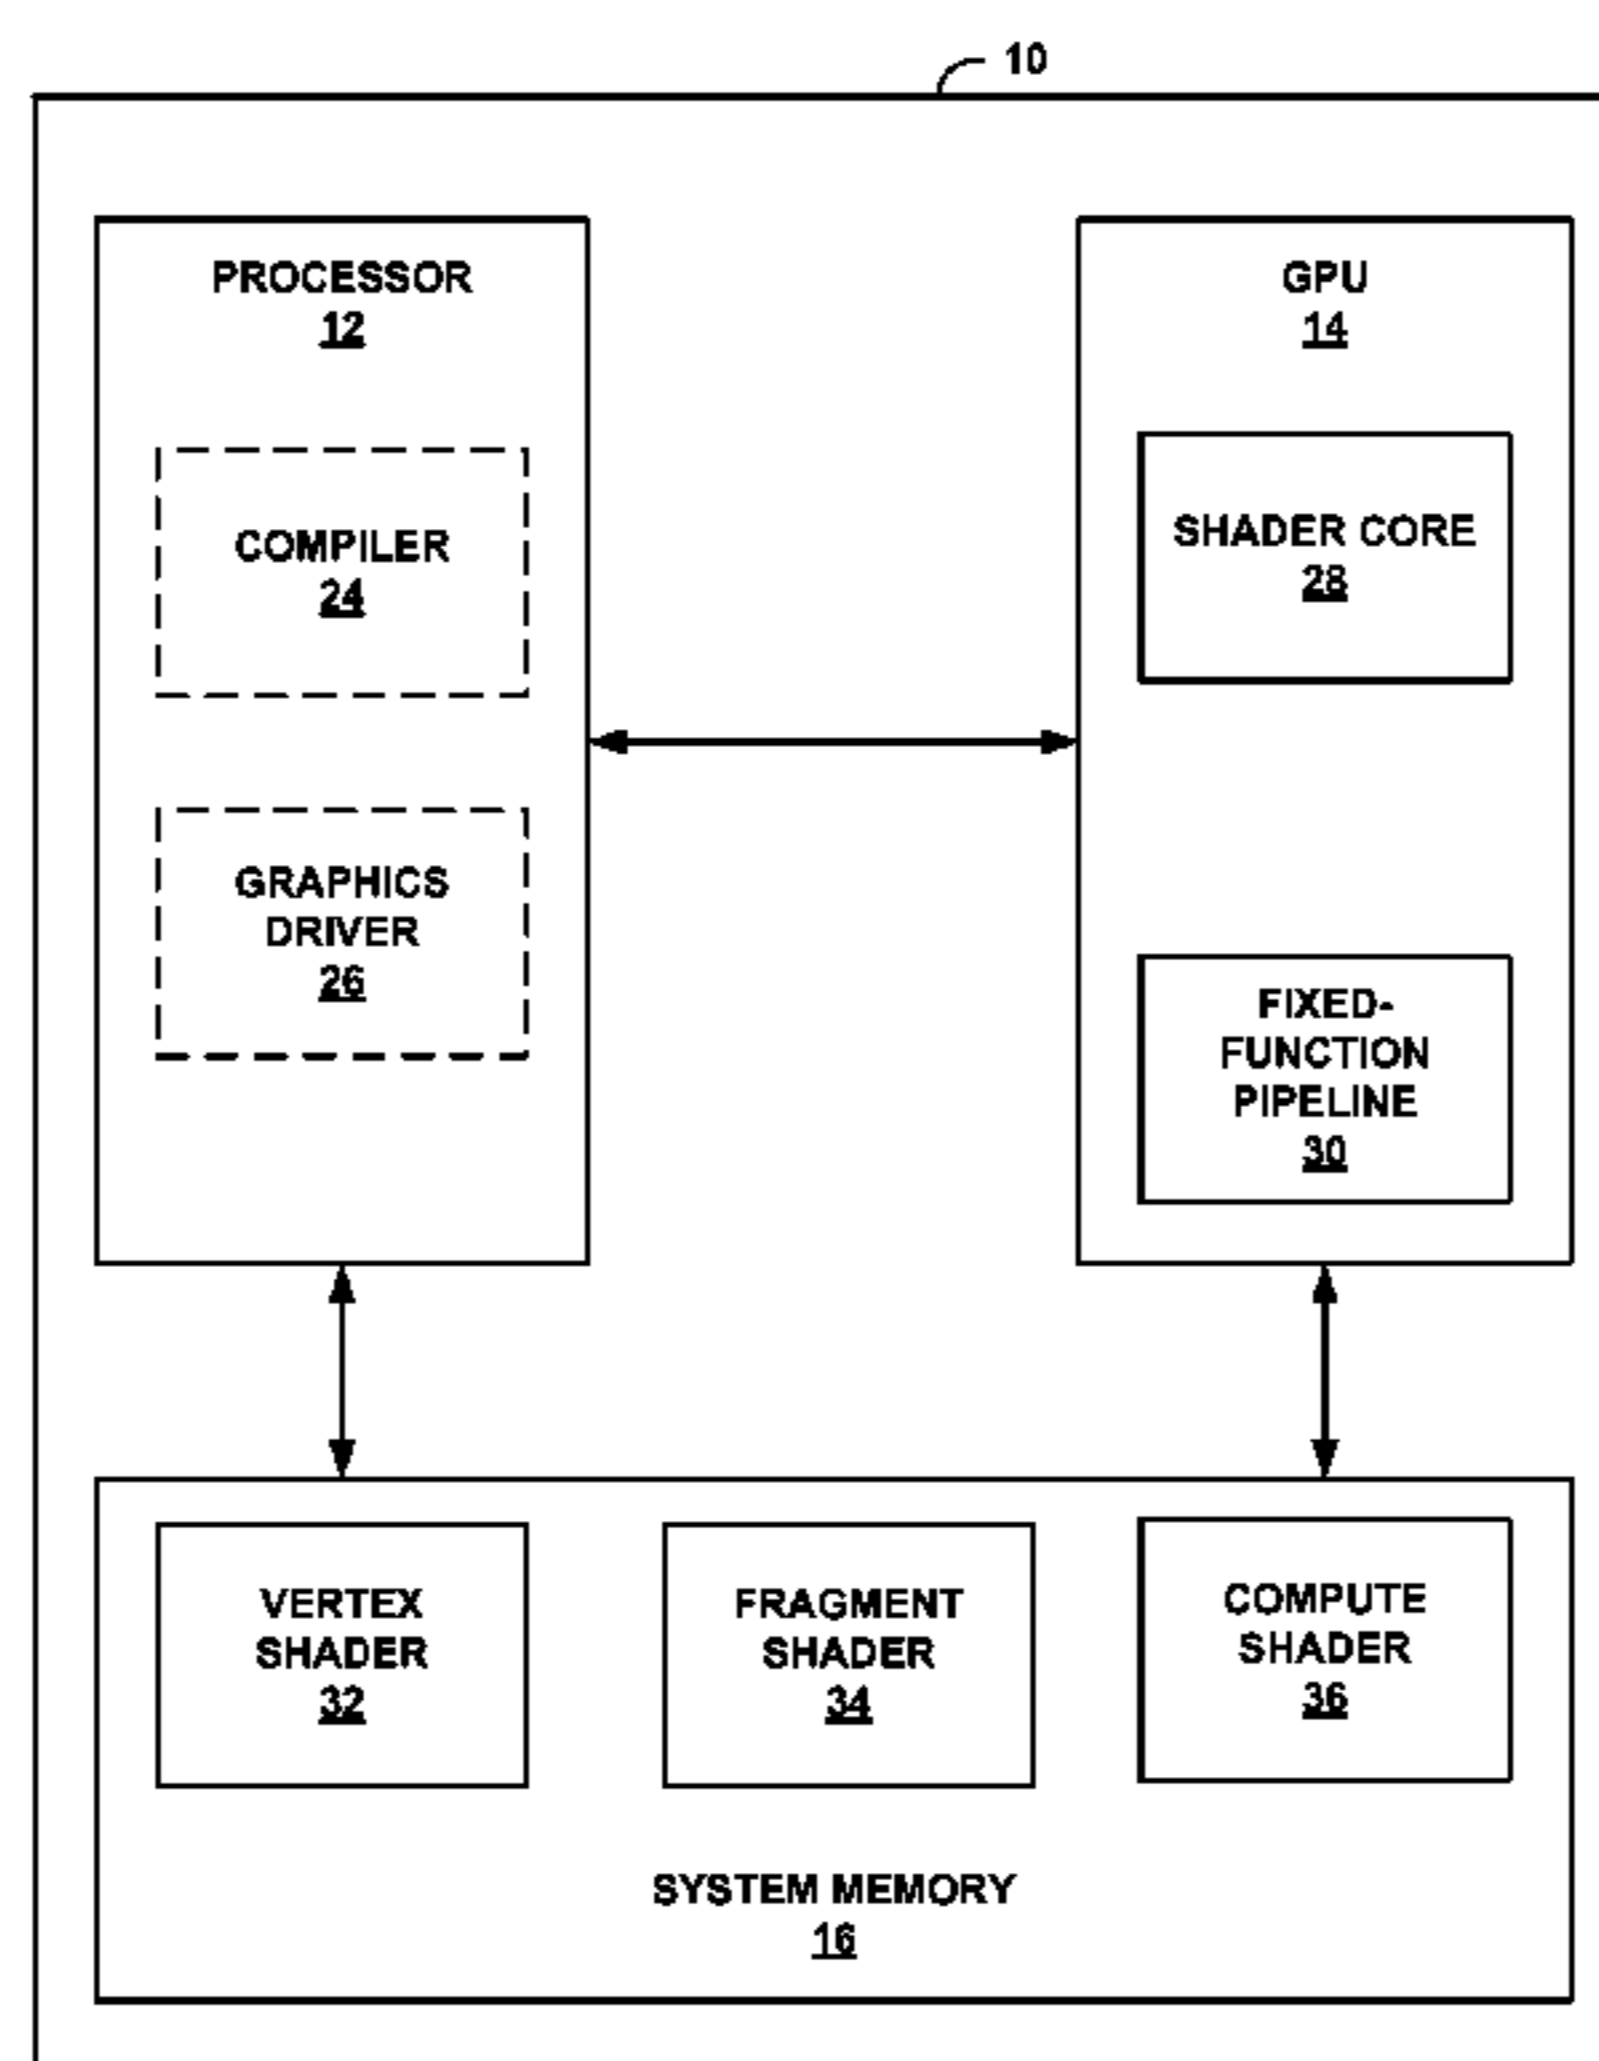 10
PROCESSOR
12
COMPILER
24
GRAPHICS
DRIVER
26
GPU
14
SHADER CORE
28
FIXED-
FUNCTION
PIPELINE
30
VERTEX
SHADER
32
FRAGMENT
SHADER
34
COMPUTE
SHADER
36
SYSTEM MEMORY
16